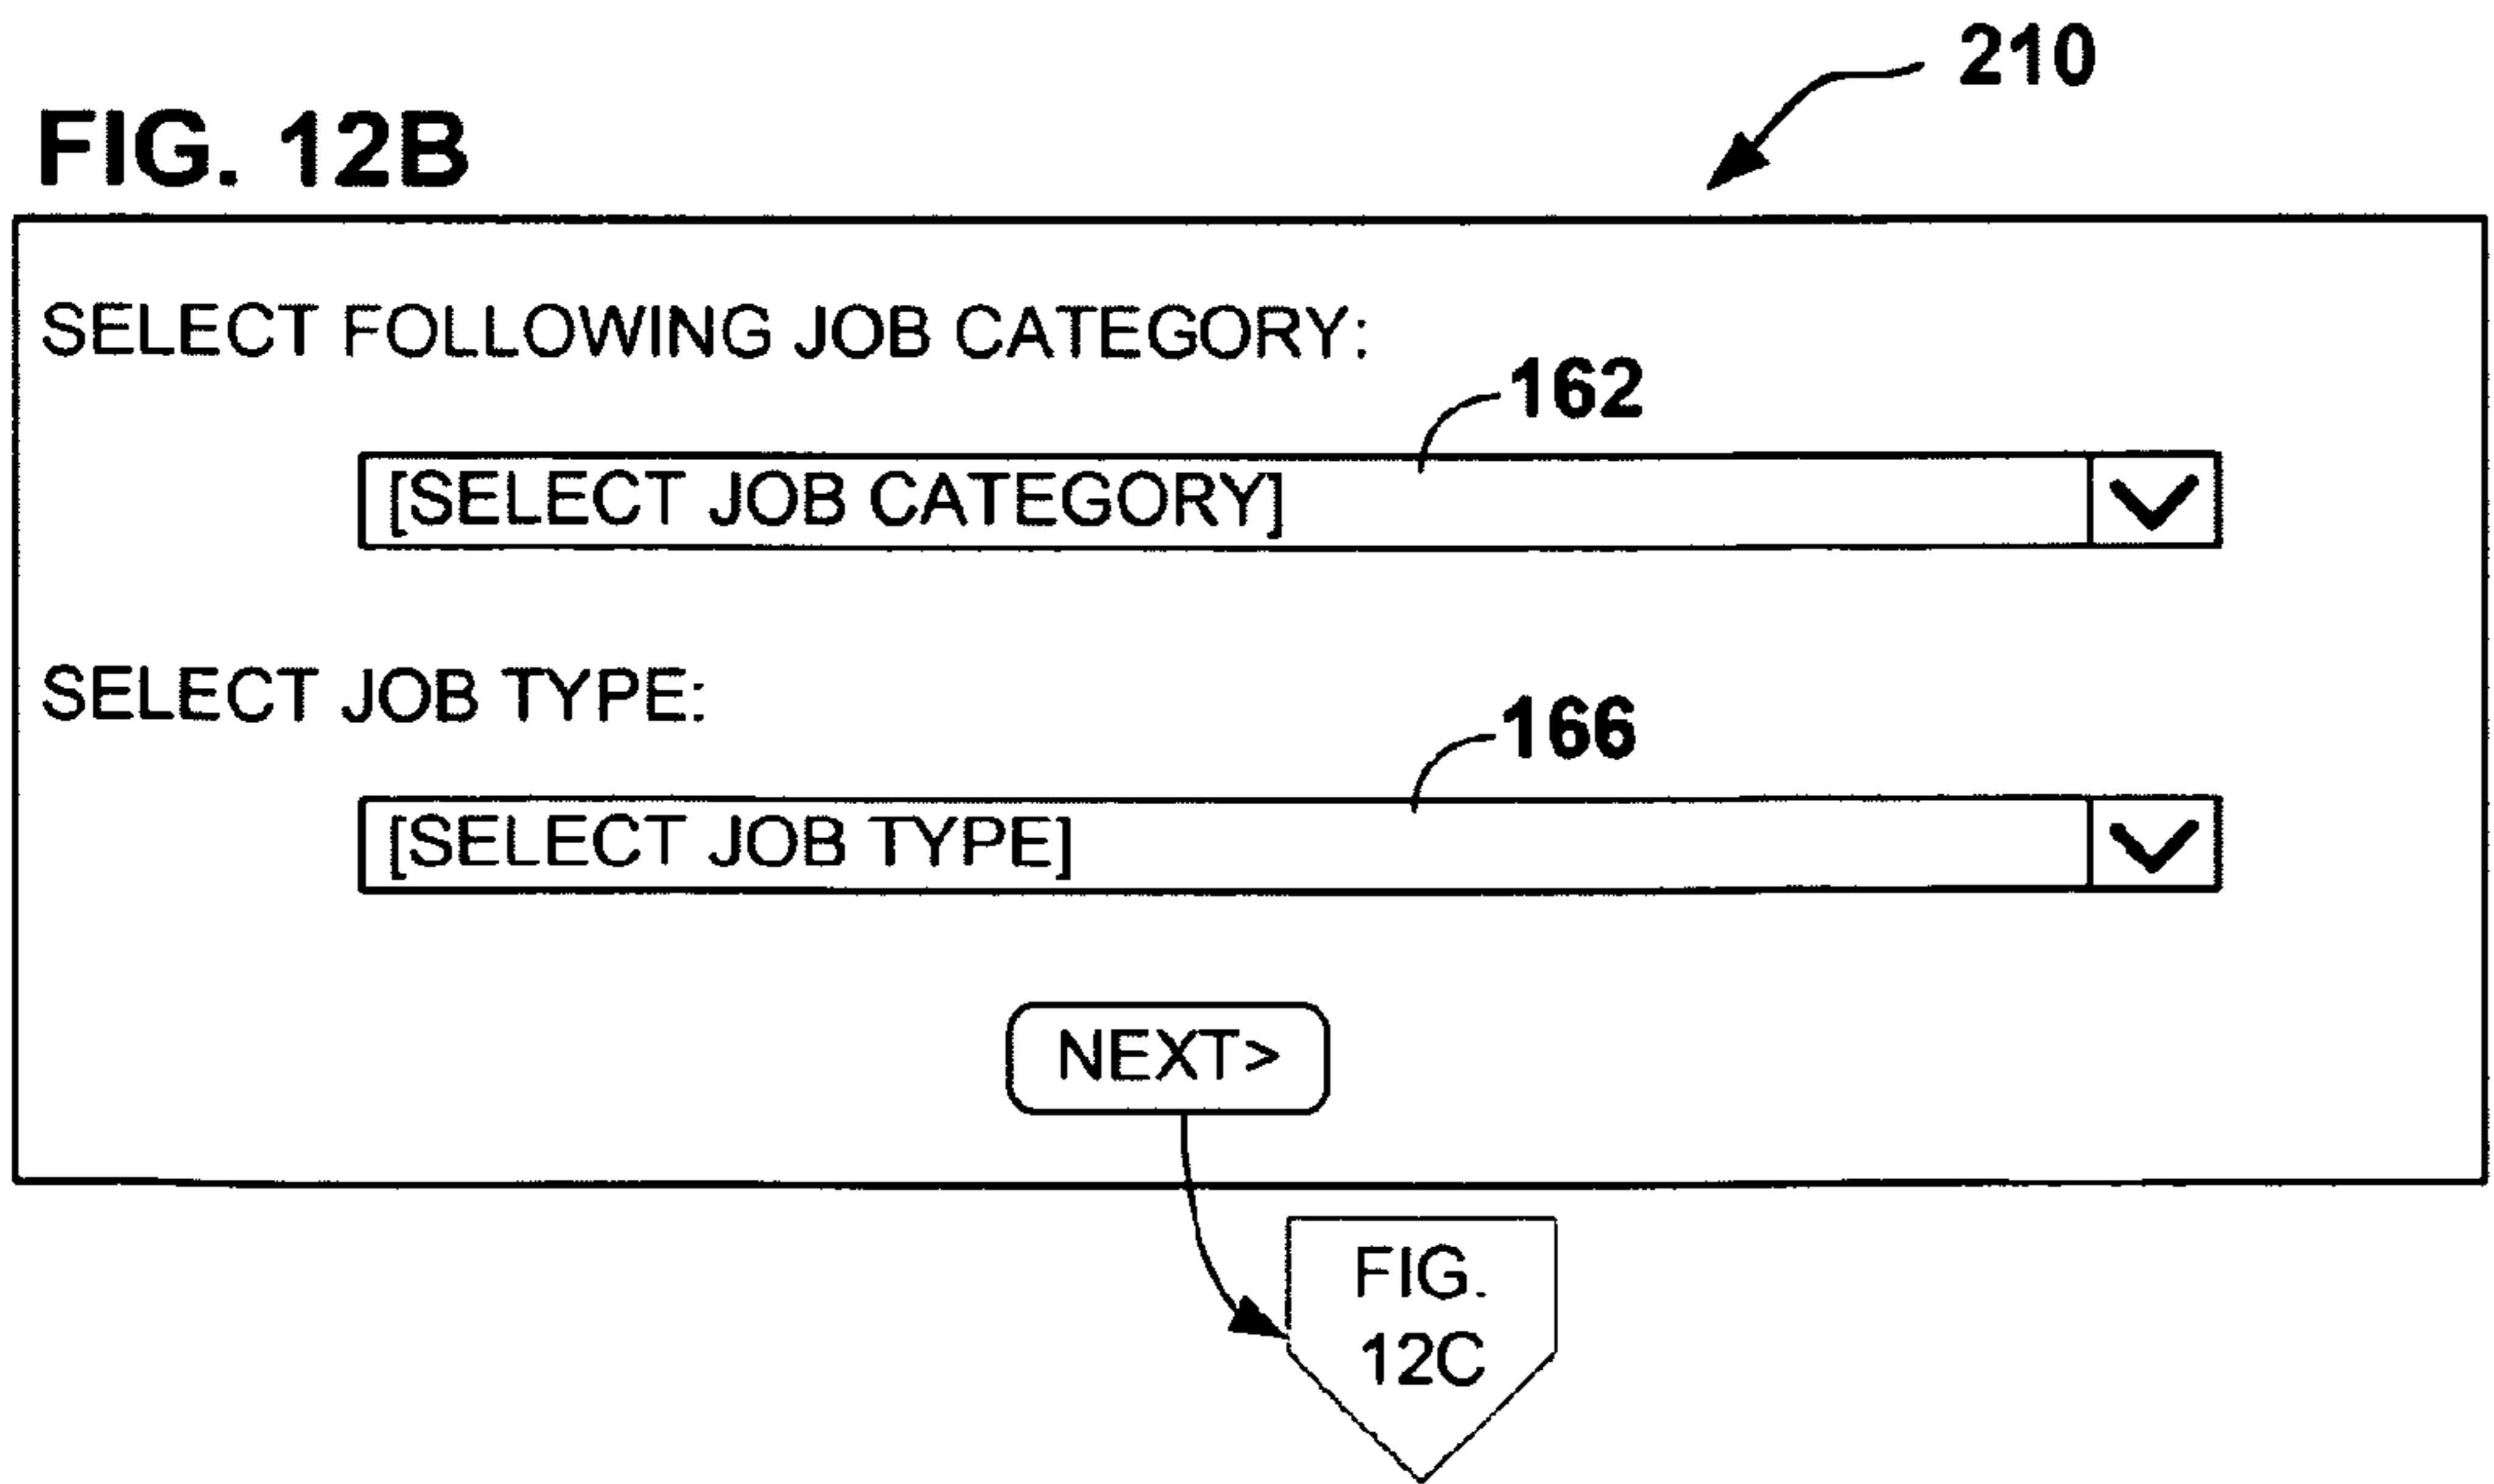 210
FIG. 12B
SELECT FOLLOWING JOB CATEGORY:
162
[SELECT JOB CATEGORY]
SELECT JOB TYPE:
166
[SELECT JOB TYPE]
NEXT>
FIG.
12C